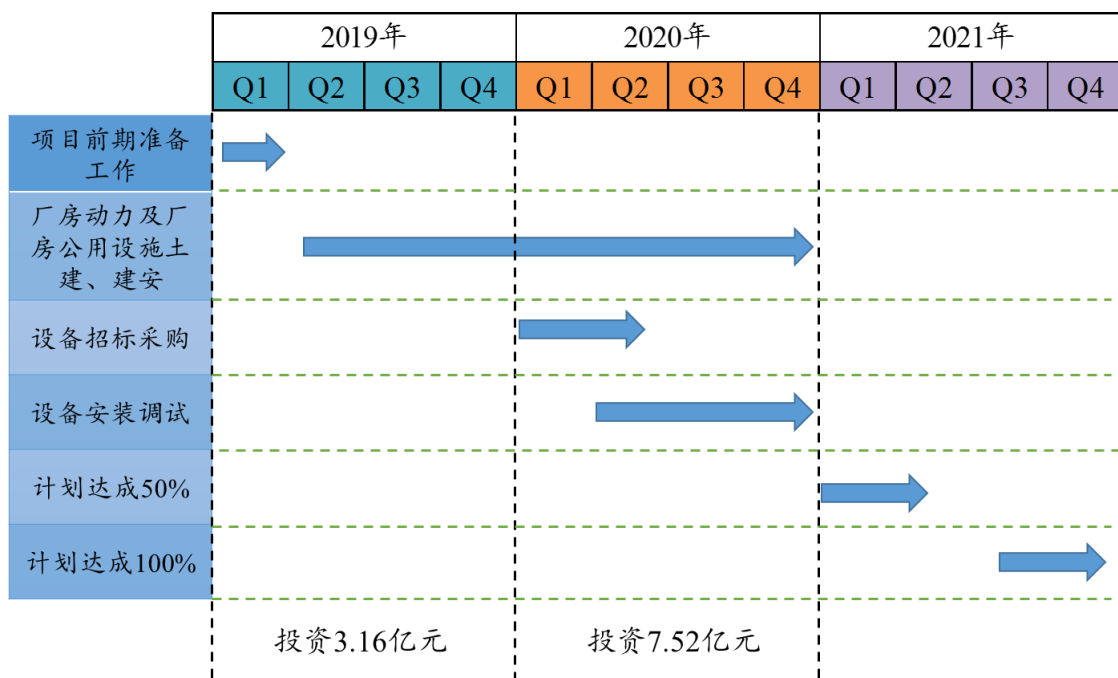 2019年 2020年 2021年
Q1 Q2 Q3 Q4 Q1 Q2 Q3 Q4 Q1 Q2 Q3 Q4
项目前期准备
工作
厂房动力及厂
房公用设施土
建、建安
设备招标采购
设备安装调试
计划达成50%
计划达成100%
投资3.16亿元 投资7.52亿元